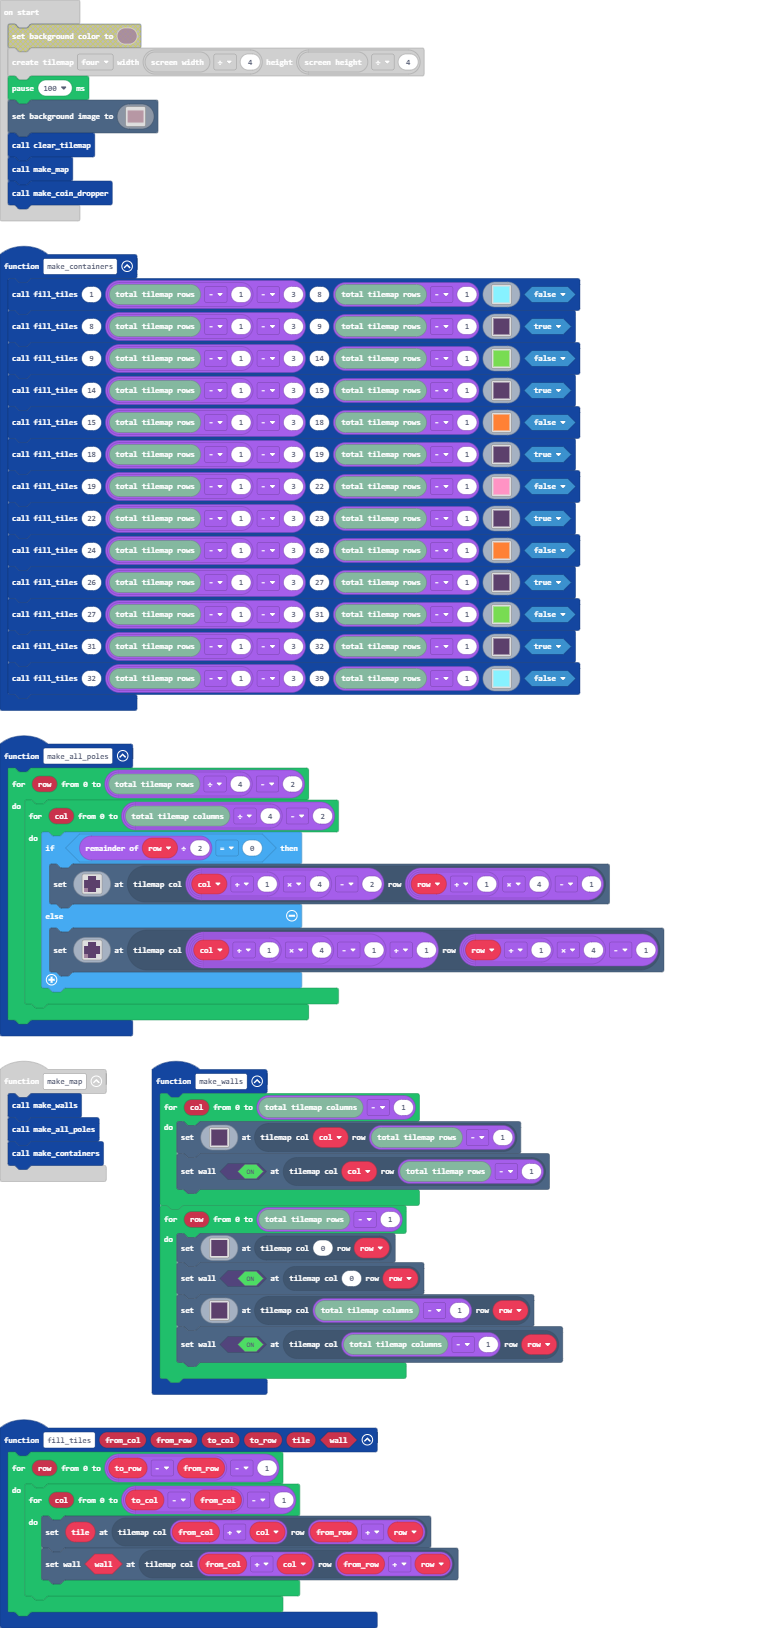 on start
set background color to
create tilemap four width screen width ÷ 4 height screen height ÷ 4
pause 100 ms
set background image to
call clear_tilemap
call make_map
call make_coin_dropper
function make_containers
call fill_tiles 1 total tilemap rows - 1 - 3 8 total tilemap rows - 1 false
call fill_tiles 8 total tilemap rows - 1 - 3 9 total tilemap rows - 1 true
call fill_tiles 9 total tilemap rows - 1 - 3 14 total tilemap rows - 1 false
call fill_tiles 14 total tilemap rows - 1 - 3 15 total tilemap rows - 1 true
call fill_tiles 15 total tilemap rows - 1 - 3 18 total tilemap rows - 1 false
call fill_tiles 18 total tilemap rows - 1 - 3 19 total tilemap rows - 1 true
call fill_tiles 19 total tilemap rows - 1 - 3 22 total tilemap rows - 1 false
call fill_tiles 22 total tilemap rows - 1 - 3 23 total tilemap rows - 1 true
call fill_tiles 24 total tilemap rows - 1 - 3 26 total tilemap rows - 1 false
call fill_tiles 26 total tilemap rows - 1 - 3 27 total tilemap rows - 1 true
call fill_tiles 27 total tilemap rows - 1 - 3 31 total tilemap rows - 1 false
call fill_tiles 31 total tilemap rows - 1 - 3 32 total tilemap rows - 1 true
call fill_tiles 32 total tilemap rows - 1 - 3 39 total tilemap rows - 1 false
function make_all_poles
for row from 0 to total tilemap rows ÷ 4 - 2
do
for col from 0 to total tilemap columns ÷ 4 - 2
do
if remainder of row ÷ 2 = 0 then
set at tilemap col col + 1 × 4 - 2 row row + 1 × 4 - 1
else
set at tilemap col col + 1 × 4 - 1 + 1 row row + 1 × 4 - 1
function make_map
call make_walls
call make_all_poles
call make_containers
function make_walls
for col from 0 to total tilemap columns - 1
do
set at tilemap col col row total tilemap rows - 1
set wall ON at tilemap col col row total tilemap rows - 1
for row from 0 to total tilemap rows - 1
do
set at tilemap col 0 row row
set wall ON at tilemap col 0 row row
set at tilemap col total tilemap columns - 1 row row
set wall ON at tilemap col total tilemap columns - 1 row row
function fill_tiles from_col from_row to_col to_row tile wall
for row from 0 to to_row - from_row - 1
do
for col from 0 to to_col - from_col - 1
do
set tile at tilemap col from_col + col row from_row + row
set wall wall at tilemap col from_col + col row from_row + row